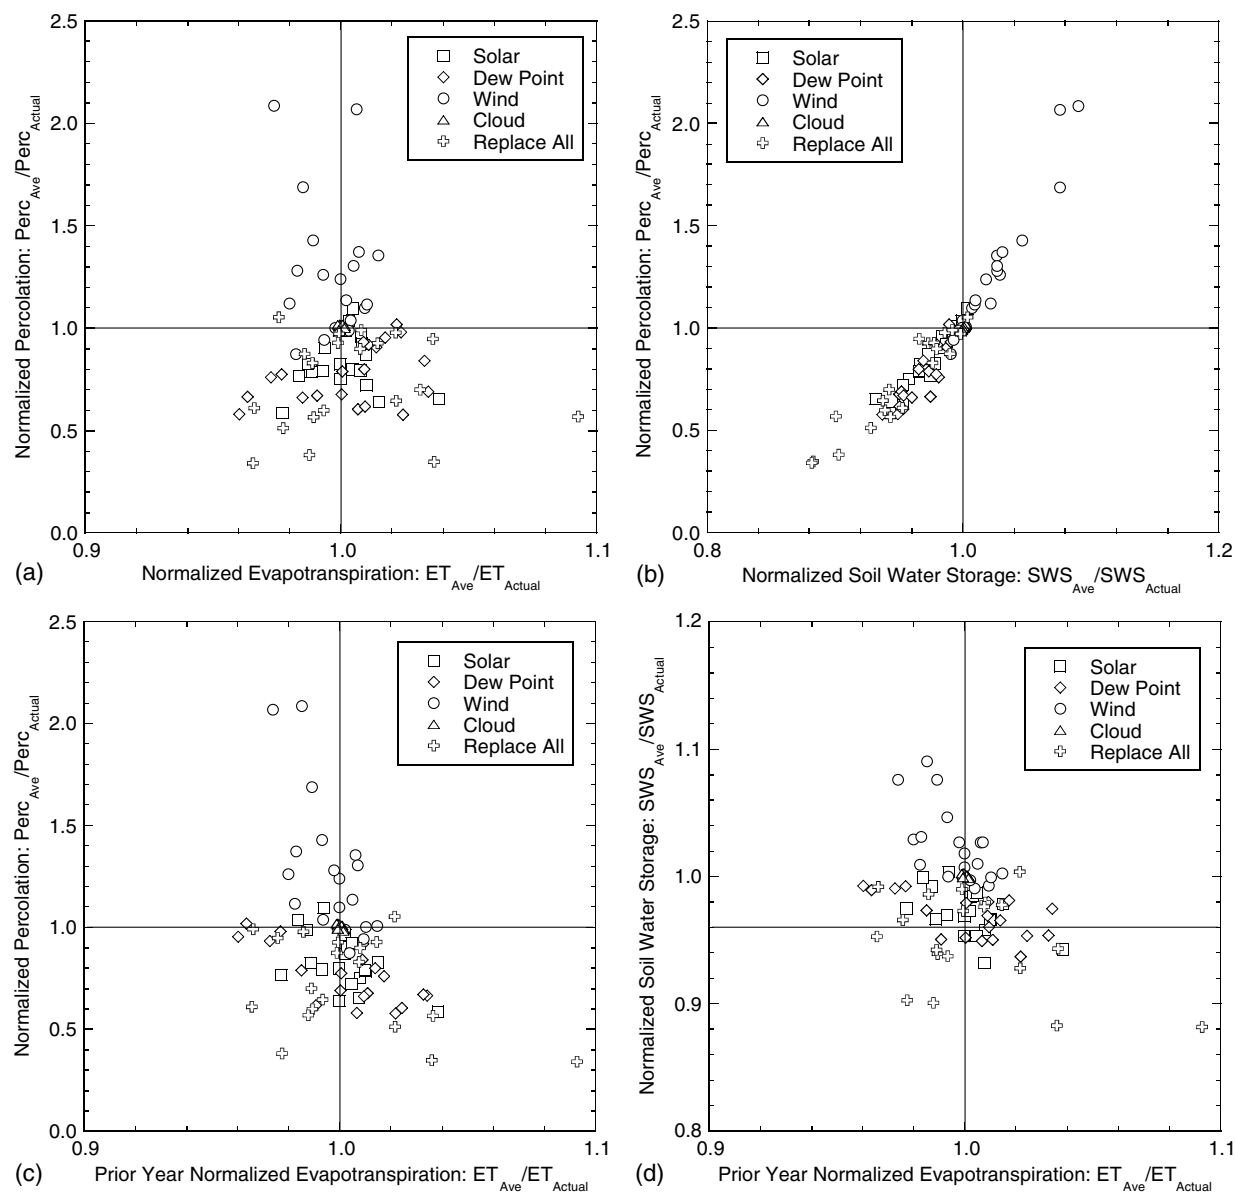 2.5
2.0
1.5
1.0
0.5
0.0
Normalized Percolation: Perc_Ave/Perc_Actual
Solar
Dew Point
Wind
Cloud
Replace All
0.9 1.0 1.1
(a) Normalized Evapotranspiration: ET_Ave/ET_Actual
2.5
2.0
1.5
1.0
0.5
0.0
Normalized Percolation: Perc_Ave/Perc_Actual
Solar
Dew Point
Wind
Cloud
Replace All
0.8 1.0 1.2
(b) Normalized Soil Water Storage: SWS_Ave/SWS_Actual
2.5
2.0
1.5
1.0
0.5
0.0
Normalized Percolation: Perc_Ave/Perc_Actual
Solar
Dew Point
Wind
Cloud
Replace All
0.9 1.0 1.1
(c) Prior Year Normalized Evapotranspiration: ET_Ave/ET_Actual
1.2
1.1
1.0
0.9
0.8
Normalized Soil Water Storage: SWS_Ave/SWS_Actual
Solar
Dew Point
Wind
Cloud
Replace All
0.9 1.0 1.1
(d) Prior Year Normalized Evapotranspiration: ET_Ave/ET_Actual